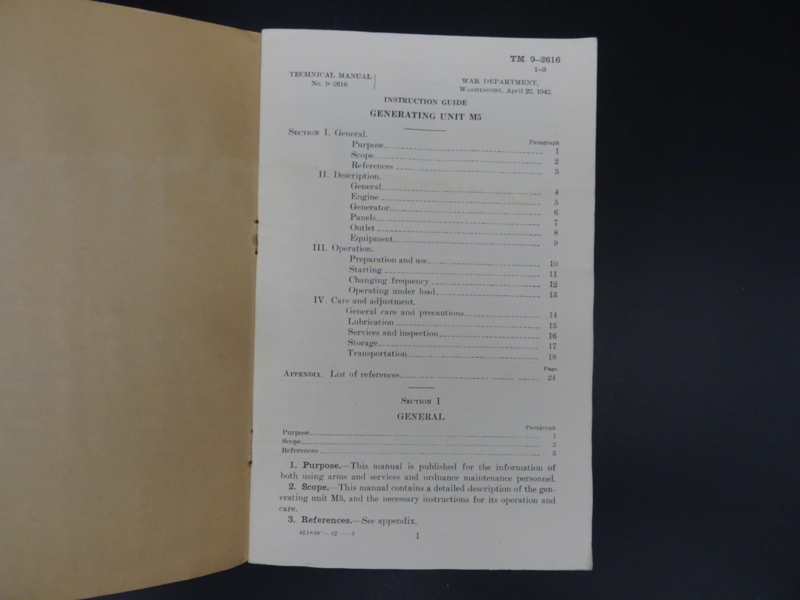 TM 9–2616
1–3
TECHNICAL MANUAL
No. 9–2616
WAR DEPARTMENT,
WASHINGTON, April 22, 1942.
INSTRUCTION GUIDE
GENERATING UNIT M5
SECTION I. General.
Paragraph
Purpose 1
Scope 2
References 3
II. Description.
General 4
Engine 5
Generator 6
Panels 7
Outlet 8
Equipment 9
III. Operation.
Preparation and use 10
Starting 11
Changing frequency 12
Operating under load 13
IV. Care and adjustment.
General care and precautions 14
Lubrication 15
Services and inspection 16
Storage 17
Transportation 18
Page
APPENDIX. List of references 24
SECTION I
GENERAL
Paragraph
Purpose 1
Scope 2
References 3
1. Purpose.—This manual is published for the information of
both using arms and services and ordnance maintenance personnel.
2. Scope.—This manual contains a detailed description of the gen-
erating unit M5, and the necessary instructions for its operation and
care.
3. References.—See appendix.
1